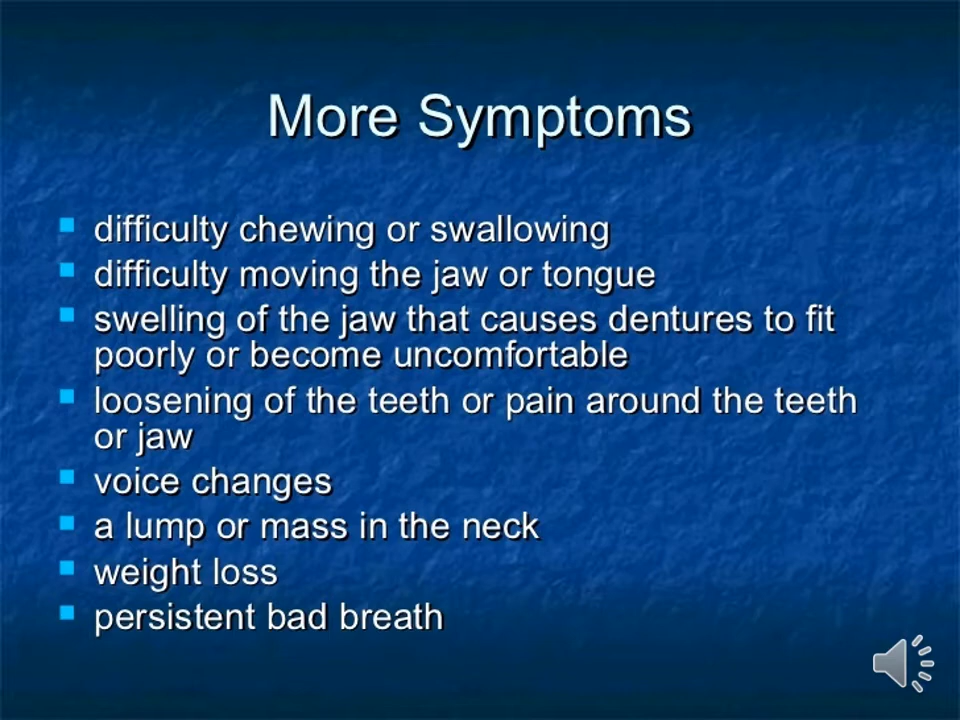 More Symptoms
difficulty chewing or swallowing
difficulty moving the jaw or tongue
swelling of the jaw that causes dentures to fit
poorly or become uncomfortable
loosening of the teeth or pain around the teeth
or jaw
voice changes
a lump or mass in the neck
weight loss
persistent bad breath